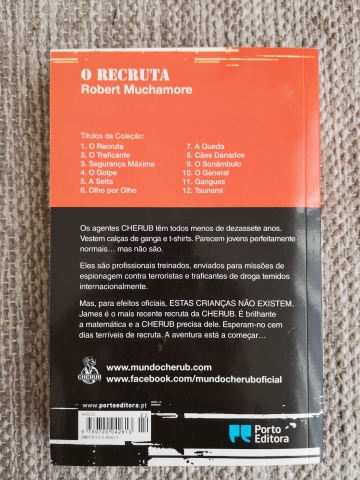 O RECRUTA
Robert Muchamore
Títulos da Coleção:
1. O Recruta
2. O Traficante
3. Segurança Máxima
4. O Golpe
5. A Seita
6. Olho por Olho
7. A Queda
8. Cães Danados
9. O Sonâmbulo
10. O General
11. Gangues
12. Tsunami
Os agentes CHERUB têm todos menos de dezassete anos.
Vestem calças de ganga e t-shirts. Parecem jovens perfeitamente
normais... mas não são.
Eles são profissionais treinados, enviados para missões de
espionagem contra terroristas e traficantes de droga temidos
internacionalmente.
Mas, para efeitos oficiais, ESTAS CRIANÇAS NÃO EXISTEM.
James é o mais recente recruta da CHERUB. É brilhante
a matemática e a CHERUB precisa dele. Esperam-no cem
dias terríveis de recruta. A aventura está a começar...
CHERUB
www.mundocherub.com
www.facebook.com/mundocheruboficial
www.portoeditora.pt
Porto
Editora